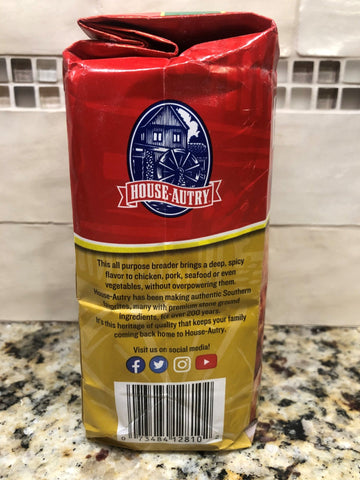 HOUSE-AUTRY
This all purpose breader brings a deep, spicy
flavor to chicken, pork, seafood or even
vegetables, without overpowering them.
House-Autry has been making authentic Southern
favorites, many with premium stone ground
ingredients, for over 200 years.
It's this heritage of quality that keeps your family
coming back home to House-Autry.
Visit us on social media!
73484 12810